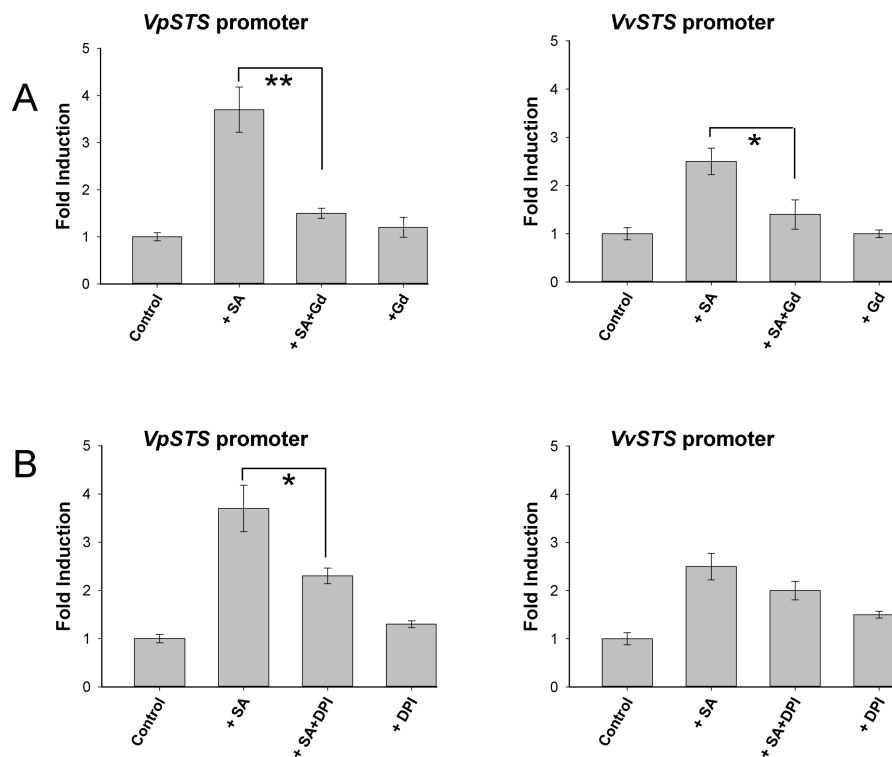 VpSTS promoter
VvSTS promoter
A
Fold Induction
5
4
3
2
1
0
Control
+ SA
+ SA+Gd
+Gd
**
Fold Induction
5
4
3
2
1
0
Control
+ SA
+ SA+Gd
+ Gd
*
VpSTS promoter
VvSTS promoter
B
Fold Induction
5
4
3
2
1
0
Control
+ SA
+ SA+DPI
+ DPI
*
Fold Induction
5
4
3
2
1
0
Control
+ SA
+ SA+DPI
+ DPI